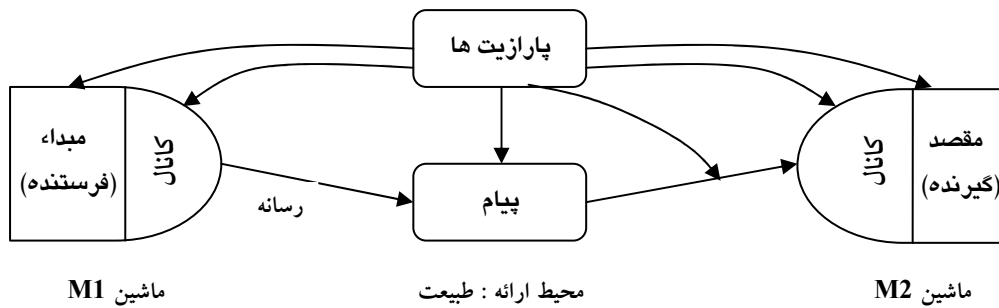 پارازیت ها
مقصد
(گیرنده)
کانال
پیام
کانال
مبداء
(فرستنده)
رسانه
ماشین M2
محیط ارائه : طبیعت
ماشین M1